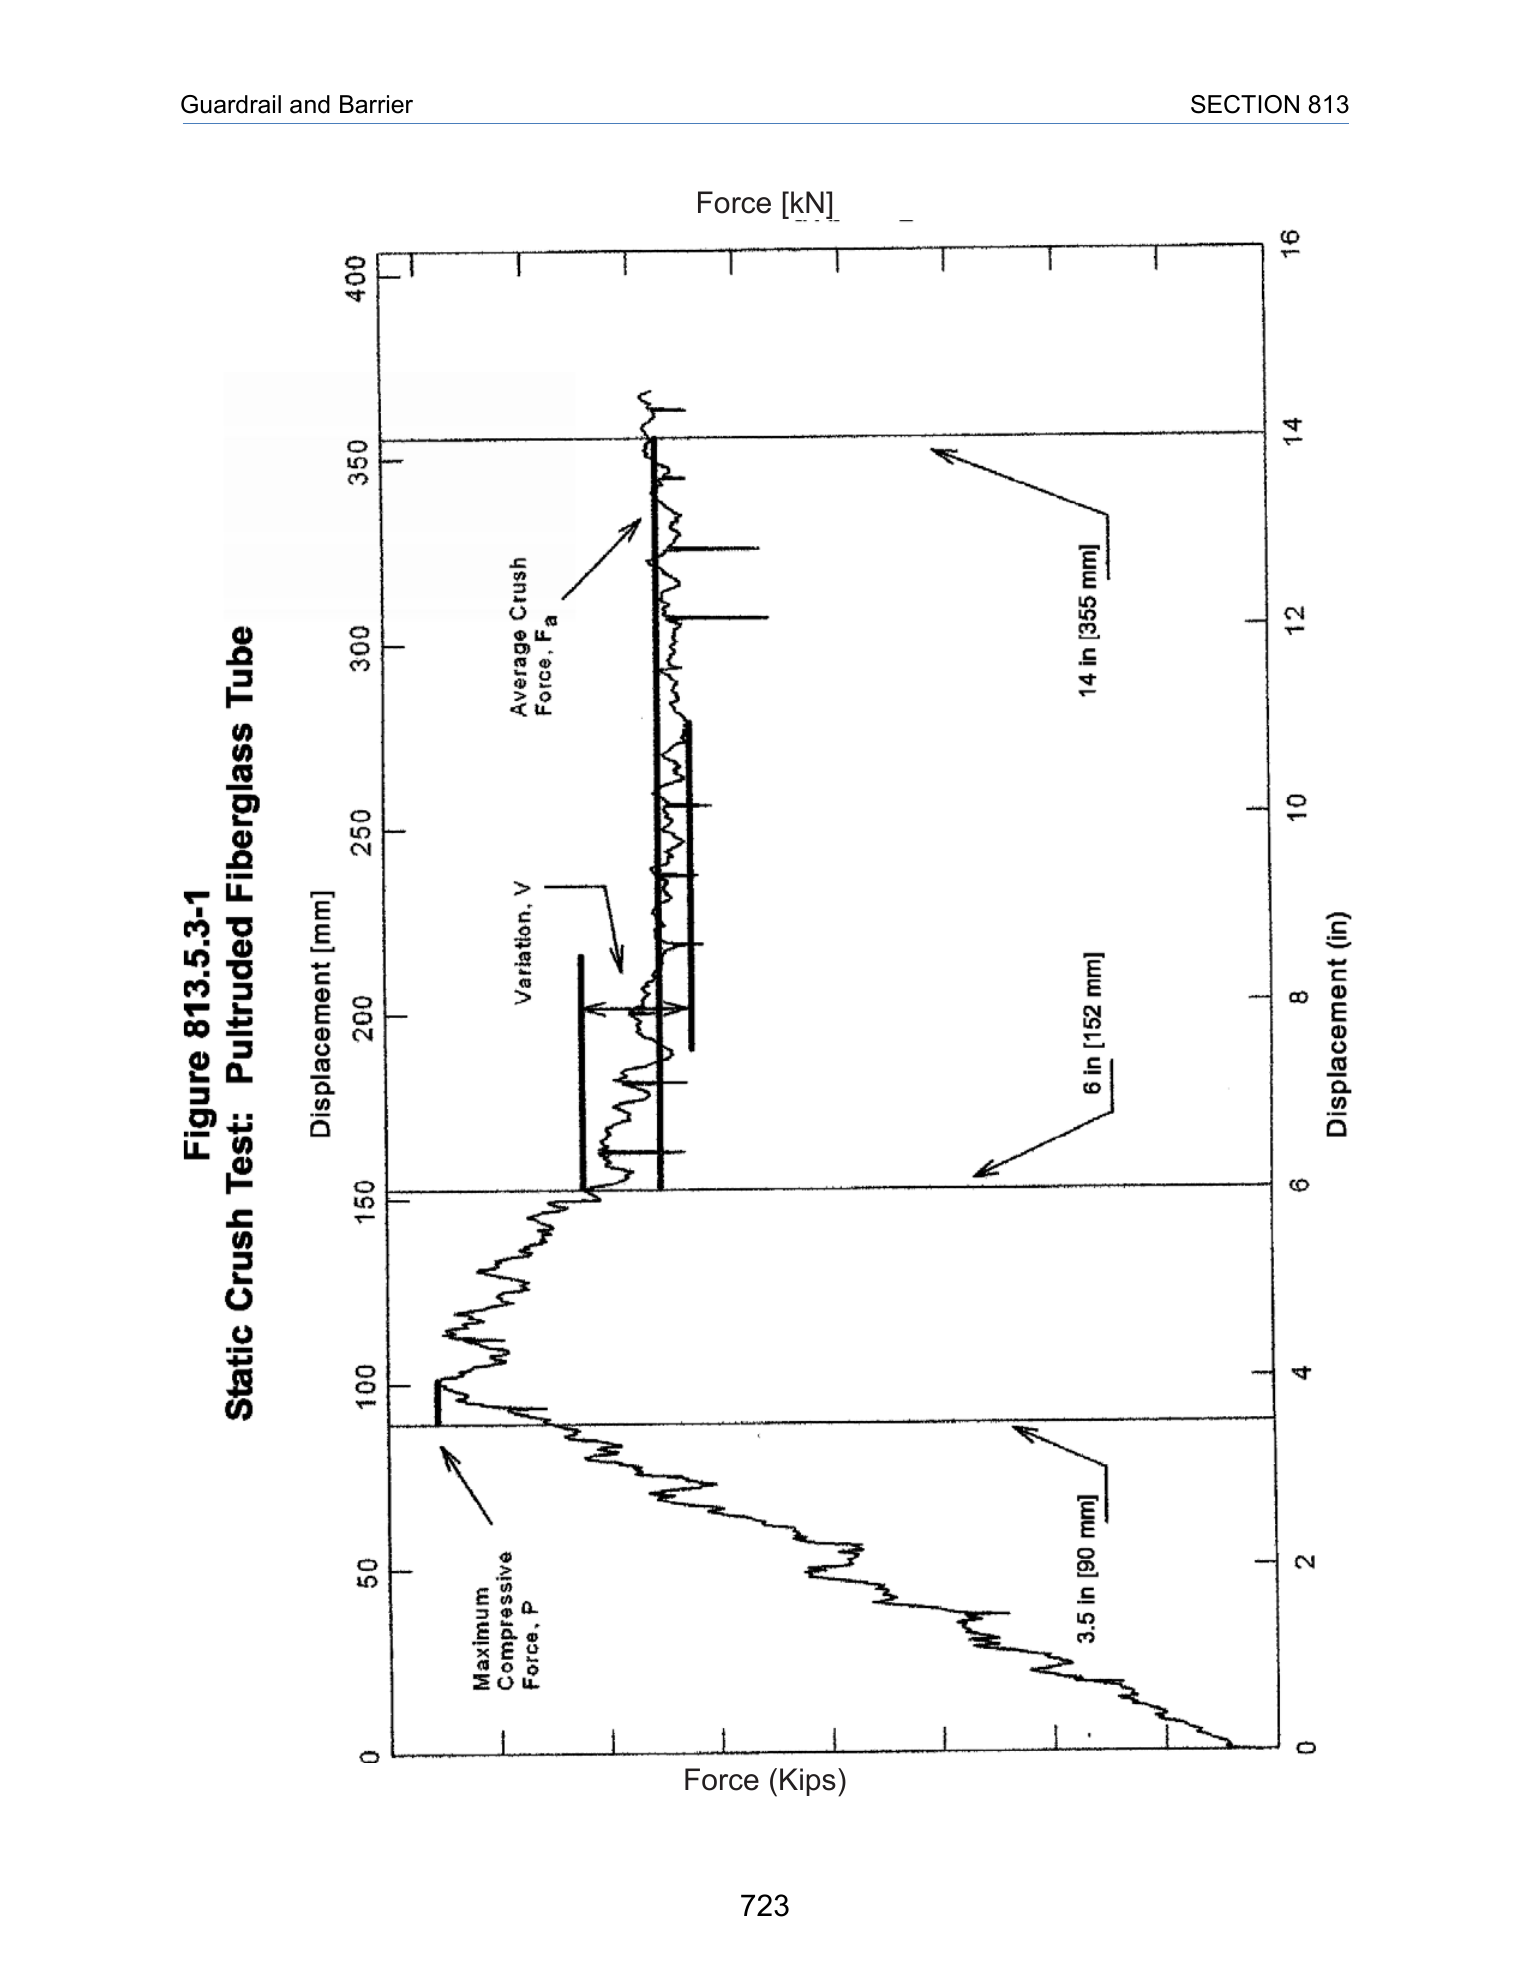 Guardrail and Barrier
SECTION 813
Figure 813.5.3-1
Static Crush Test: Pultruded Fiberglass Tube
Displacement [mm]
0
50
100
150
200
250
300
350
400
Force (Kips)
Force [kN]
Maximum
Compressive
Force, P
Variation, V
Average Crush
Force, Fa
3.5 in [90 mm]
6 in [152 mm]
14 in [355 mm]
0
2
4
6
8
10
12
14
16
Displacement (in)
723